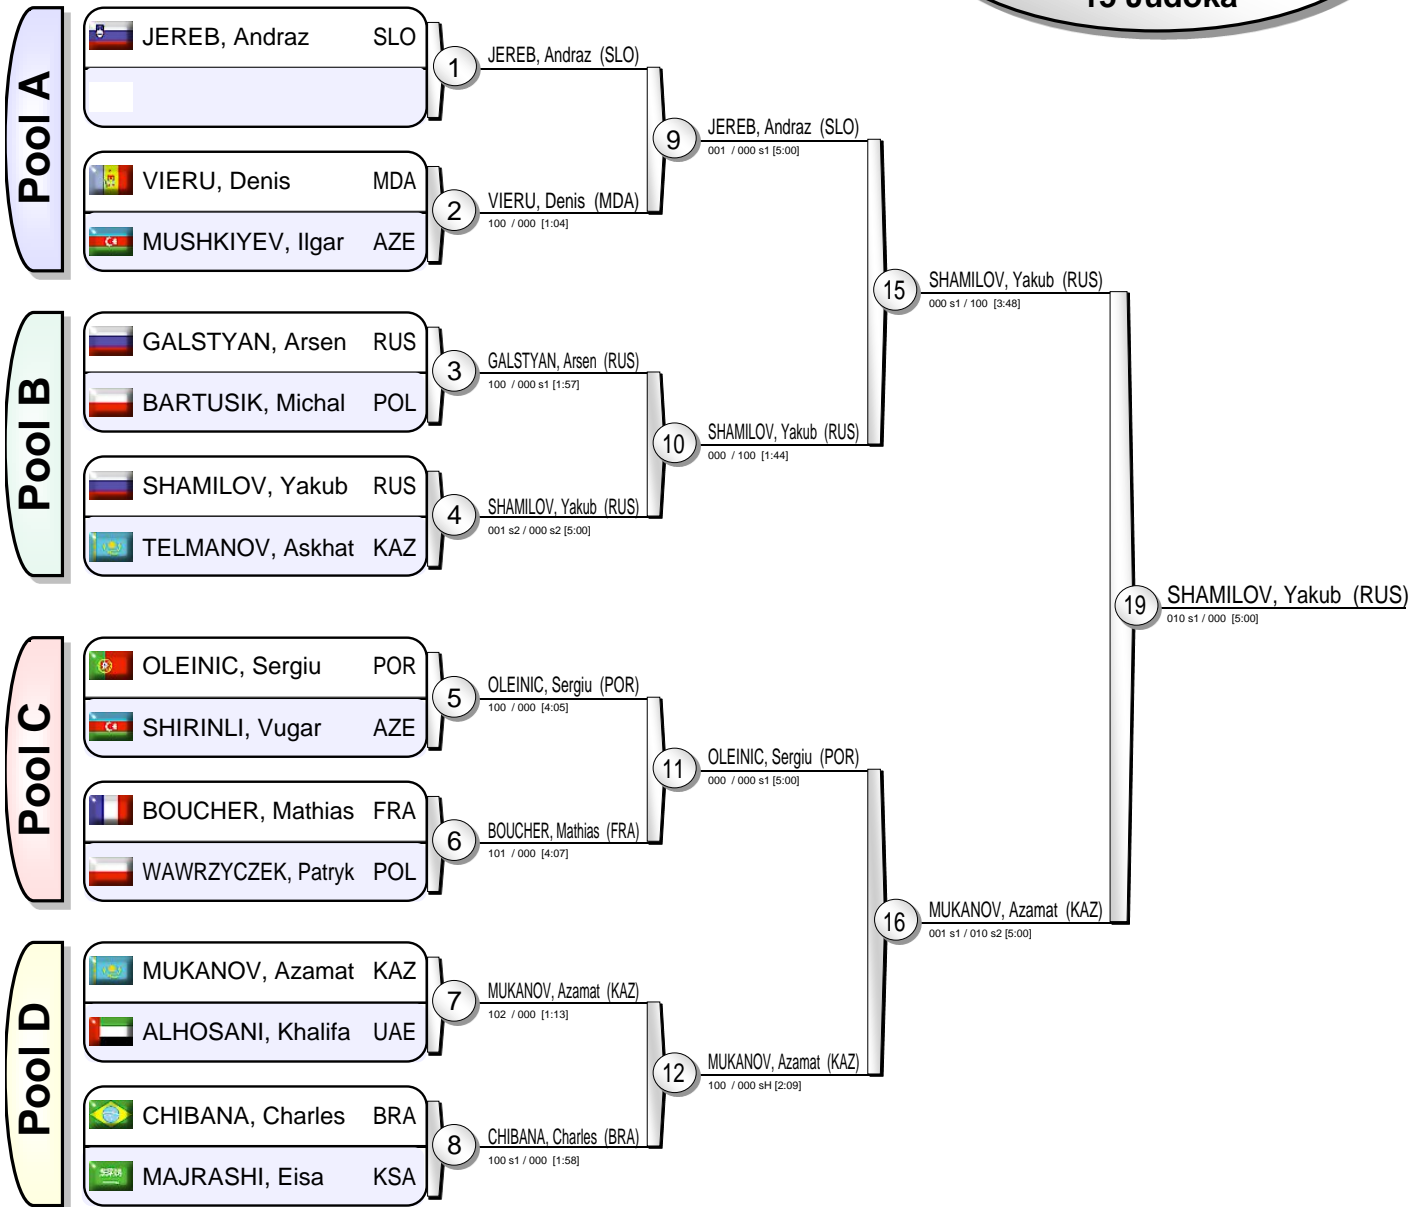 15 Judoka
Pool A
JEREB, Andraz SLO
1
JEREB, Andraz (SLO)
VIERU, Denis MDA
MUSHKIYEV, Ilgar AZE
2
VIERU, Denis (MDA)
100 / 000 [1:04]
9
JEREB, Andraz (SLO)
001 / 000 s1 [5:00]
Pool B
GALSTYAN, Arsen RUS
BARTUSIK, Michal POL
3
GALSTYAN, Arsen (RUS)
100 / 000 s1 [1:57]
SHAMILOV, Yakub RUS
TELMANOV, Askhat KAZ
4
SHAMILOV, Yakub (RUS)
001 s2 / 000 s2 [5:00]
10
SHAMILOV, Yakub (RUS)
000 / 100 [1:44]
15
SHAMILOV, Yakub (RUS)
000 s1 / 100 [3:48]
Pool C
OLEINIC, Sergiu POR
SHIRINLI, Vugar AZE
5
OLEINIC, Sergiu (POR)
100 / 000 [4:05]
BOUCHER, Mathias FRA
WAWRZYCZEK, Patryk POL
6
BOUCHER, Mathias (FRA)
101 / 000 [4:07]
11
OLEINIC, Sergiu (POR)
000 / 000 s1 [5:00]
Pool D
MUKANOV, Azamat KAZ
ALHOSANI, Khalifa UAE
7
MUKANOV, Azamat (KAZ)
102 / 000 [1:13]
CHIBANA, Charles BRA
MAJRASHI, Eisa KSA
8
CHIBANA, Charles (BRA)
100 s1 / 000 [1:58]
12
MUKANOV, Azamat (KAZ)
100 / 000 sH [2:09]
16
MUKANOV, Azamat (KAZ)
001 s1 / 010 s2 [5:00]
19
SHAMILOV, Yakub (RUS)
010 s1 / 000 [5:00]